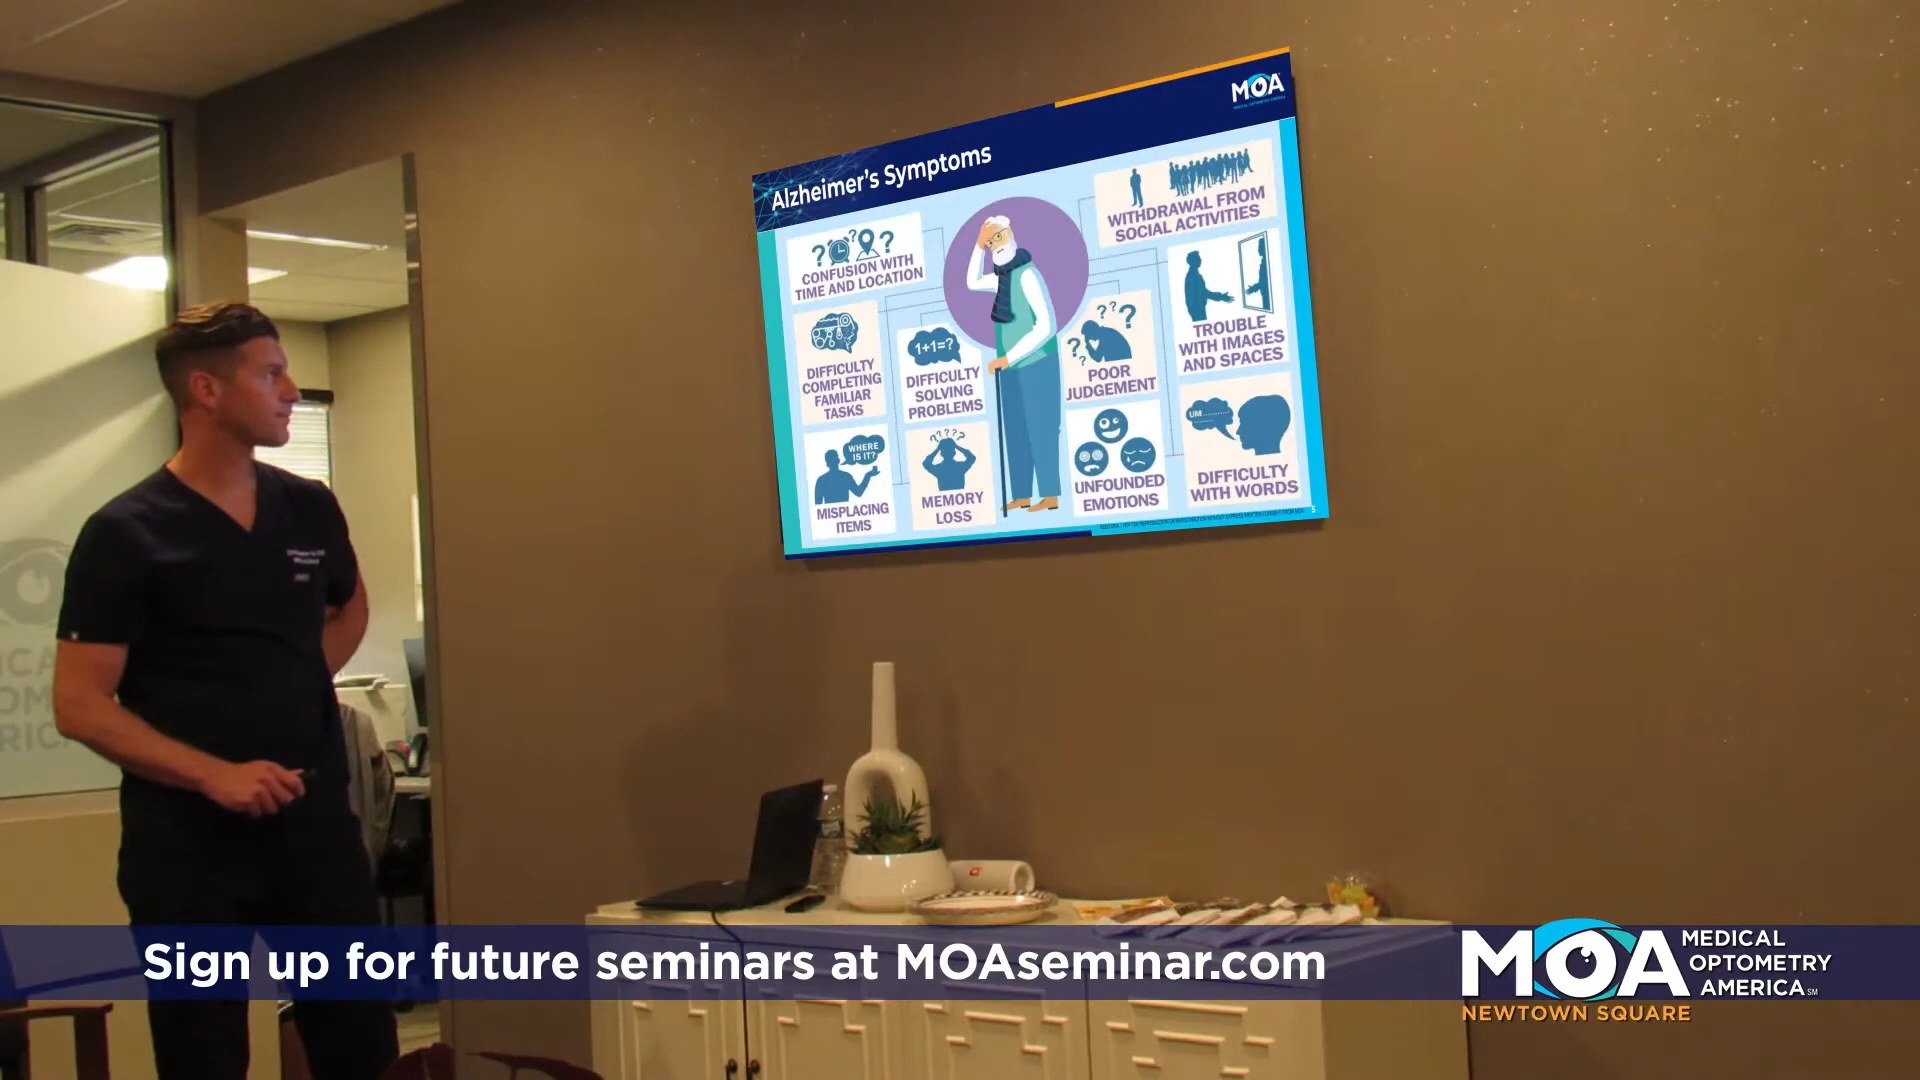 MOA
Alzheimer's Symptoms
CONFUSION WITH
TIME AND LOCATION
WITHDRAWAL FROM
SOCIAL ACTIVITIES
DIFFICULTY
COMPLETING
FAMILIAR
TASKS
1+1=?
DIFFICULTY
SOLVING
PROBLEMS
POOR
JUDGEMENT
TROUBLE
WITH IMAGES
AND SPACES
WHERE
IS IT?
MISPLACING
ITEMS
????
MEMORY
LOSS
UNFOUNDED
EMOTIONS
UM
DIFFICULTY
WITH WORDS
5
Sign up for future seminars at MOAseminar.com
MOA
MEDICAL
OPTOMETRY
AMERICA
SM
NEWTOWN SQUARE